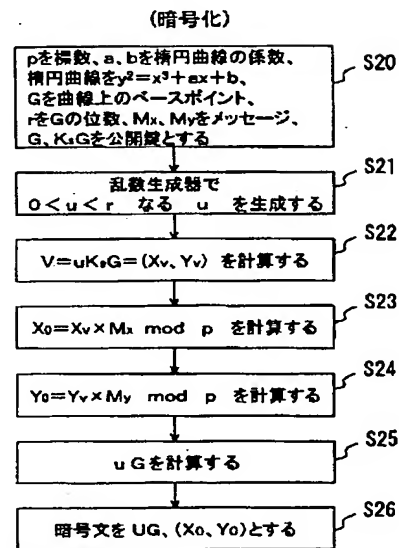 (暗号化)
pを標数、a、bを楕円曲線の係数、
楕円曲線をy²=x³+ax+b、
Gを曲線上のベースポイント、
rをGの位数、Mx、Myをメッセージ、
G、KsGを公開鍵とする
S20
乱数生成器で
0<u<r なる u を生成する
S21
V=uKsG=(Xv、Yv) を計算する
S22
X0=Xv×Mx mod p を計算する
S23
Y0=Yv×My mod p を計算する
S24
uGを計算する
S25
暗号文をUG、(X0、Y0)とする
S26